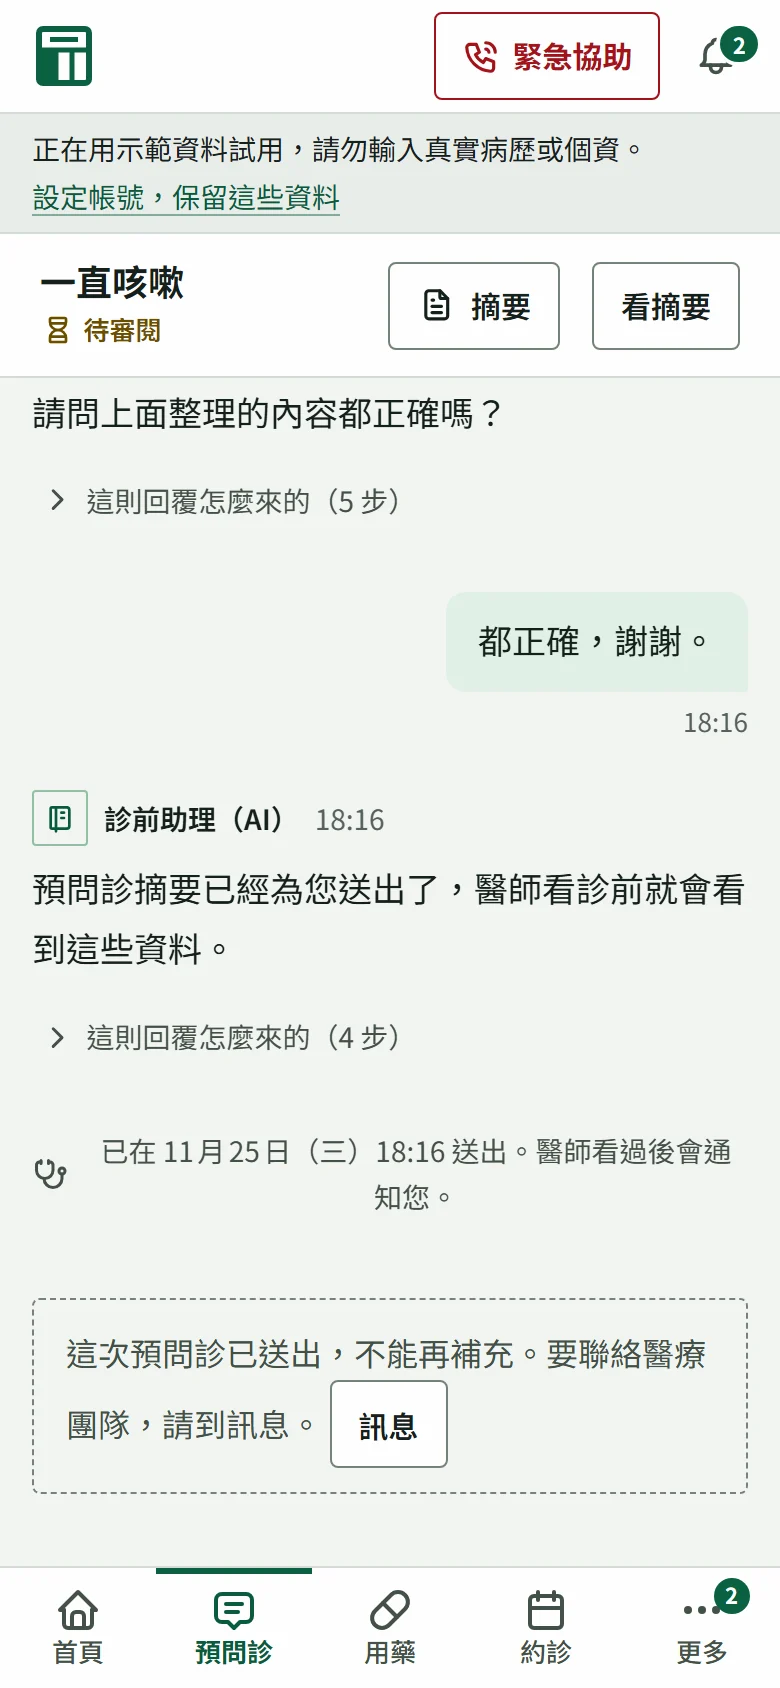 緊急協助
2
正在用示範資料試用，請勿輸入真實病歷或個資。
設定帳號，保留這些資料
一直咳嗽
待審閱
摘要
看摘要
請問上面整理的內容都正確嗎？
這則回覆怎麼來的（5 步）
都正確，謝謝。
18:16
診前助理（AI） 18:16
預問診摘要已經為您送出了，醫師看診前就會看
到這些資料。
這則回覆怎麼來的（4 步）
已在 11月25日（三）18:16 送出。醫師看過後會通
知您。
這次預問診已送出，不能再補充。要聯絡醫療
團隊，請到訊息。 訊息
首頁
預問診
用藥
約診
2
更多